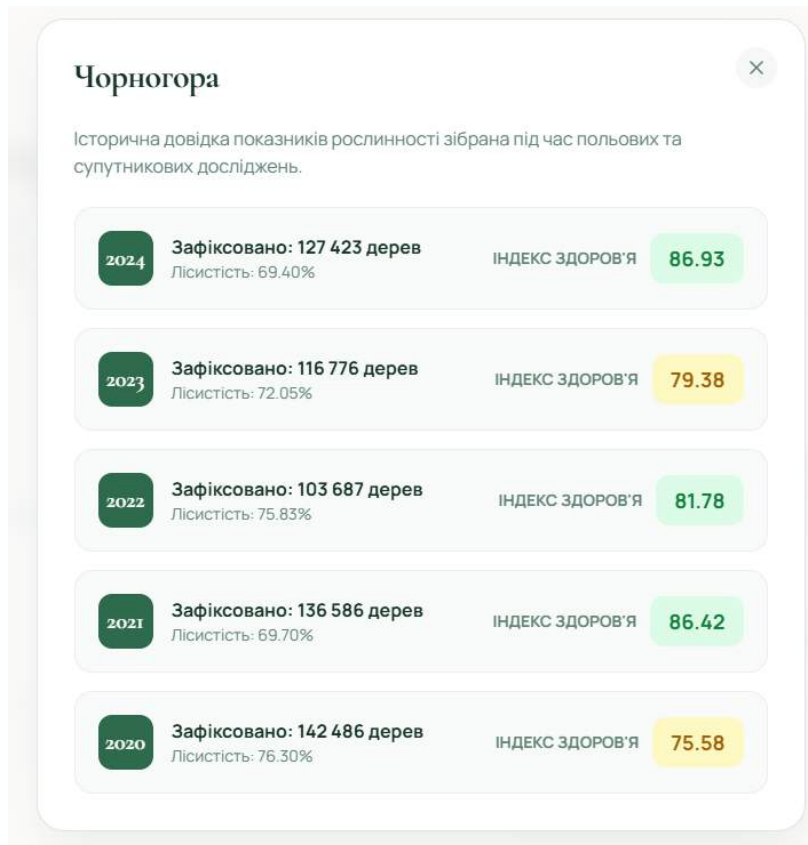 Чорногора
Історична довідка показників рослинності зібрана під час польових та
супутникових досліджень.
2024
Зафіксовано: 127 423 дерев
Лісистість: 69.40%
ІНДЕКС ЗДОРОВ'Я
86.93
2023
Зафіксовано: 116 776 дерев
Лісистість: 72.05%
ІНДЕКС ЗДОРОВ'Я
79.38
2022
Зафіксовано: 103 687 дерев
Лісистість: 75.83%
ІНДЕКС ЗДОРОВ'Я
81.78
2021
Зафіксовано: 136 586 дерев
Лісистість: 69.70%
ІНДЕКС ЗДОРОВ'Я
86.42
2020
Зафіксовано: 142 486 дерев
Лісистість: 76.30%
ІНДЕКС ЗДОРОВ'Я
75.58